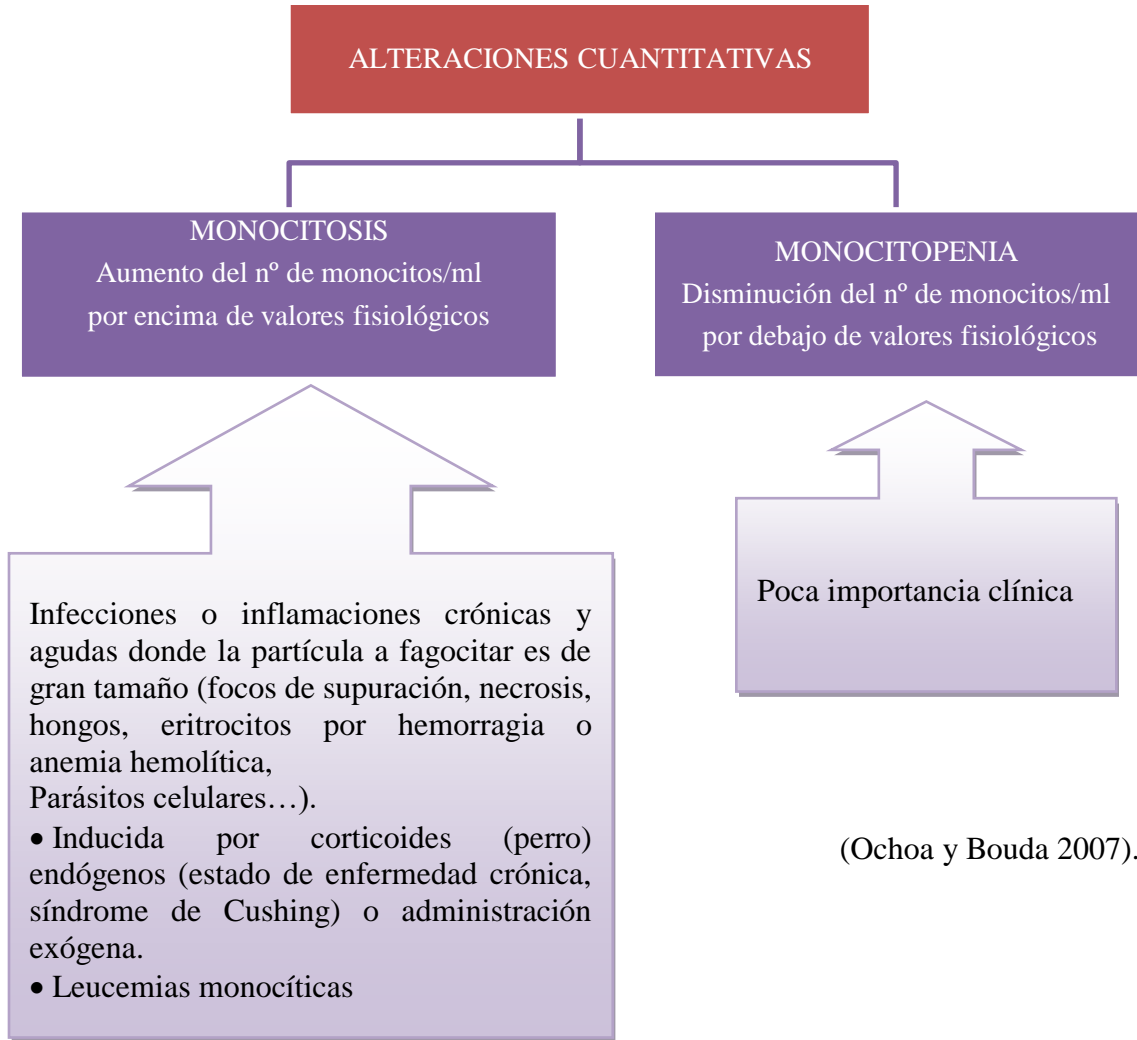 ALTERACIONES CUANTITATIVAS
MONOCITOSIS
Aumento del nº de monocitos/ml
por encima de valores fisiológicos
MONOCITOPENIA
Disminución del nº de monocitos/ml
por debajo de valores fisiológicos
Infecciones o inflamaciones crónicas y
agudas donde la partícula a fagocitar es de
gran tamaño (focos de supuración, necrosis,
hongos, eritrocitos por hemorragia o
anemia hemolítica,
Parásitos celulares…).
• Inducida por corticoides (perro)
endógenos (estado de enfermedad crónica,
síndrome de Cushing) o administración
exógena.
• Leucemias monocíticas
Poca importancia clínica
(Ochoa y Bouda 2007).